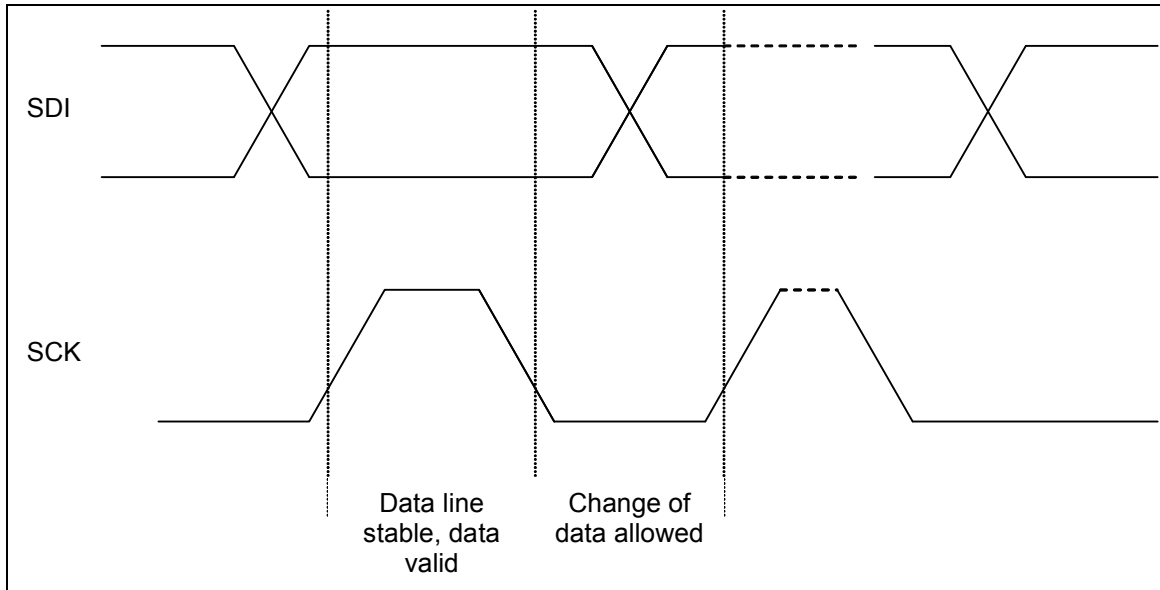 SDI
SCK
Data line
stable, data
valid
Change of
data allowed